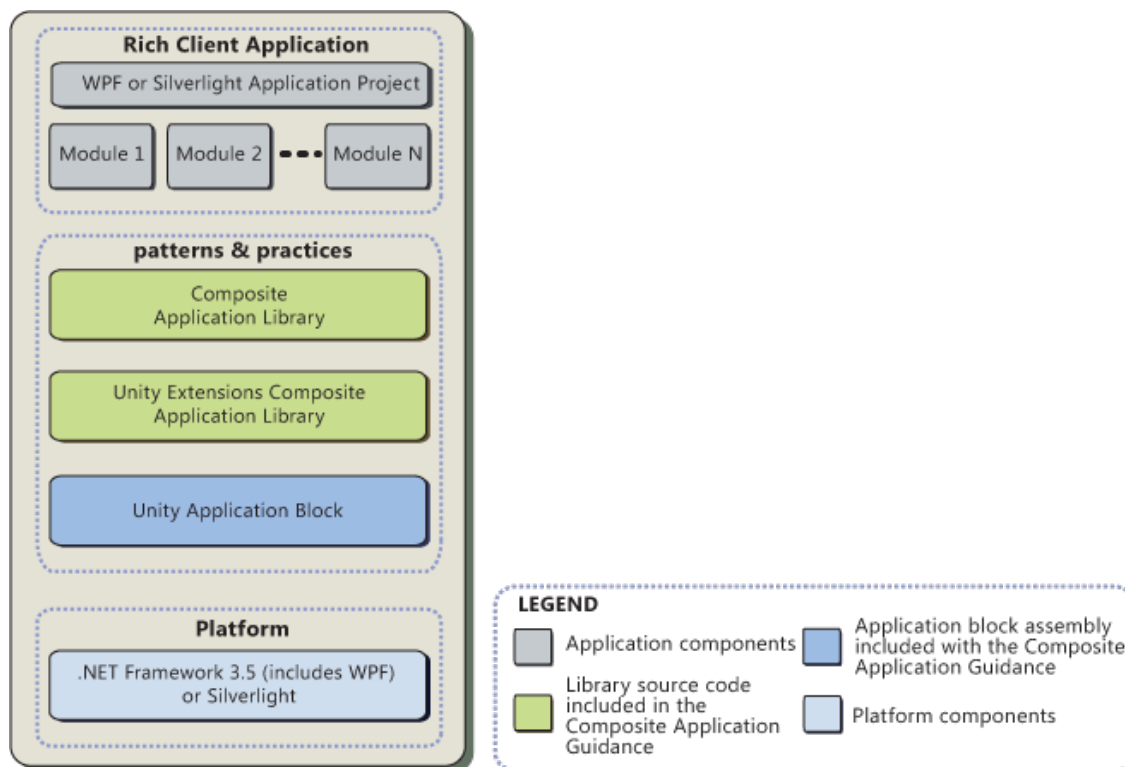 Rich Client Application
WPF or Silverlight Application Project
Module 1
Module 2
Module N
patterns & practices
Composite
Application Library
Unity Extensions Composite
Application Library
Unity Application Block
Platform
.NET Framework 3.5 (includes WPF)
or Silverlight
LEGEND
Application components
Library source code
included in the
Composite Application
Guidance
Application block assembly
included with the Composite
Application Guidance
Platform components